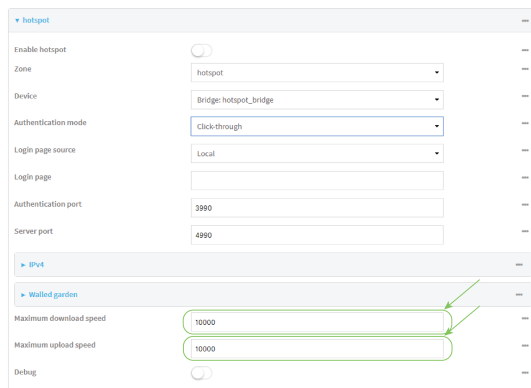 hotspot
Enable hotspot
Zone hotspot
Device Bridge: hotspot_bridge
Authentication mode Click-through
Login page source Local
Login page
Authentication port 3990
Server port 4990
IPv4
Walled garden
Maximum download speed 10000
Maximum upload speed 10000
Debug